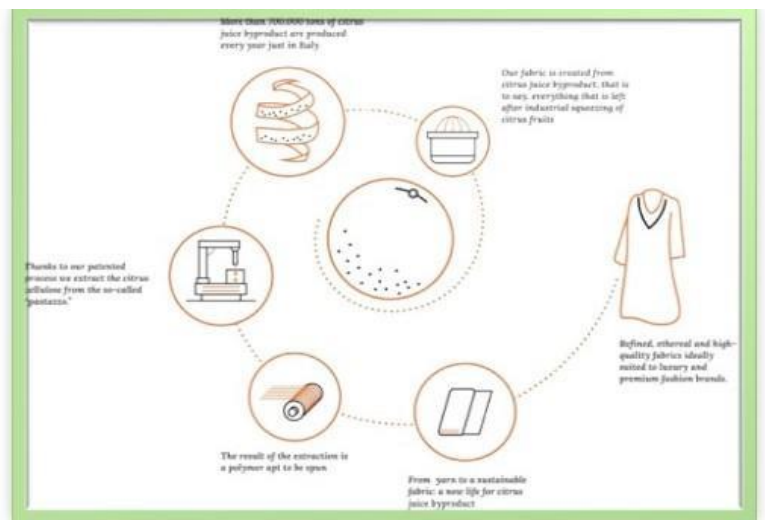 More than 700.000 tons of citrus
juice byproduct are produced
every year just in Italy
Our fabric is created from
citrus juice byproduct, that is
to say, everything that is left
after industrial squeezing of
citrus fruits
Thanks to our patented
process we extract the citrus
cellulose from the so-called
"pastazzo."
The result of the extraction is
a polymer apt to be spun
From yarn to a sustainable
fabric: a new life for citrus
juice byproduct
Refined, ethereal and high-
quality fabrics ideally
suited to luxury and
premium fashion brands.